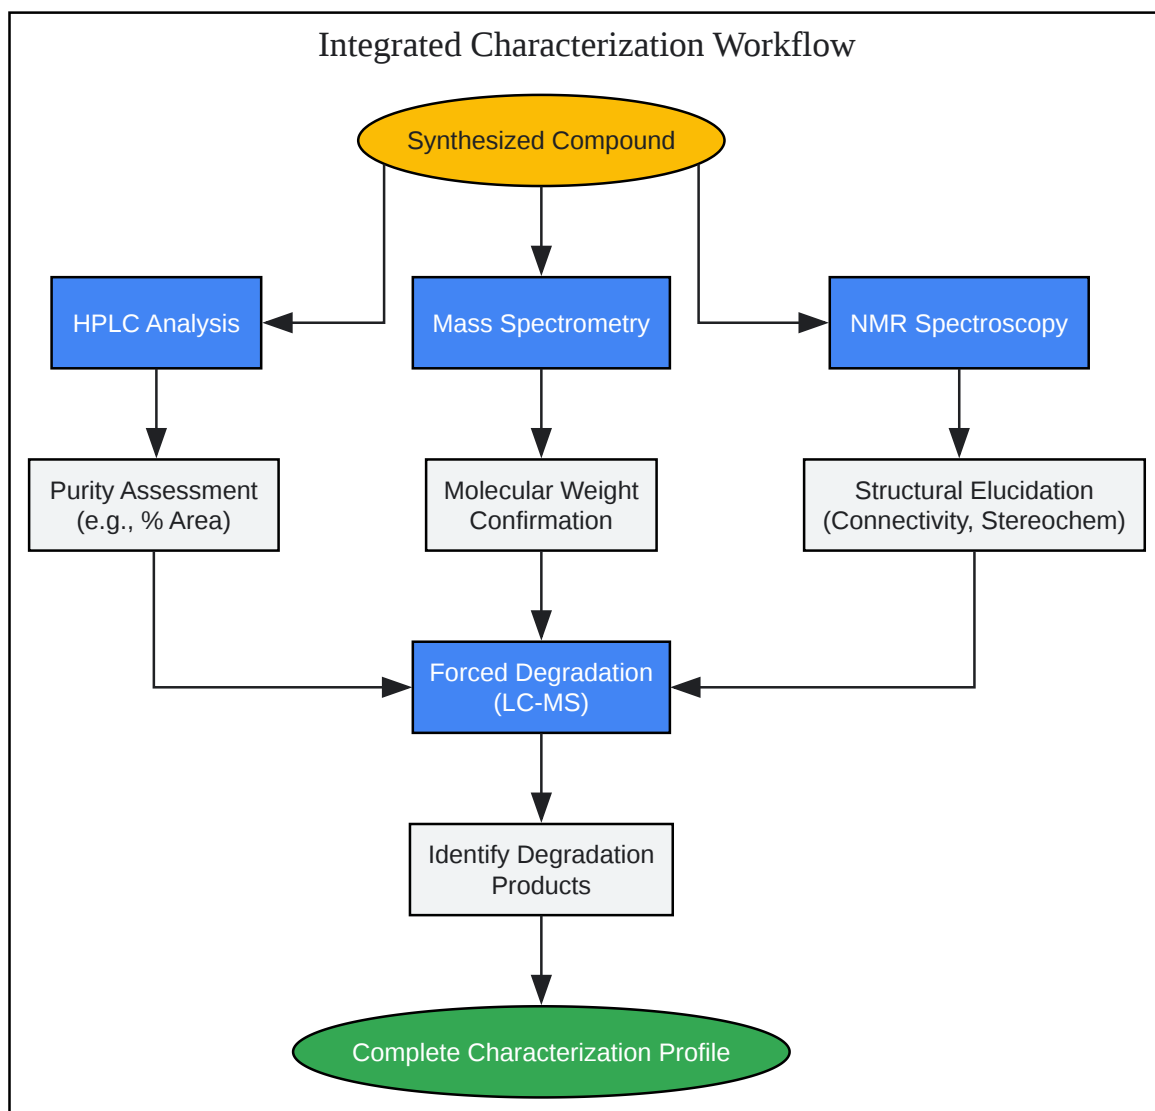 Integrated Characterization Workflow
Synthesized Compound
HPLC Analysis
Mass Spectrometry
NMR Spectroscopy
Purity Assessment
(e.g., % Area)
Molecular Weight
Confirmation
Structural Elucidation
(Connectivity, Stereochem)
Forced Degradation
(LC-MS)
Identify Degradation
Products
Complete Characterization Profile